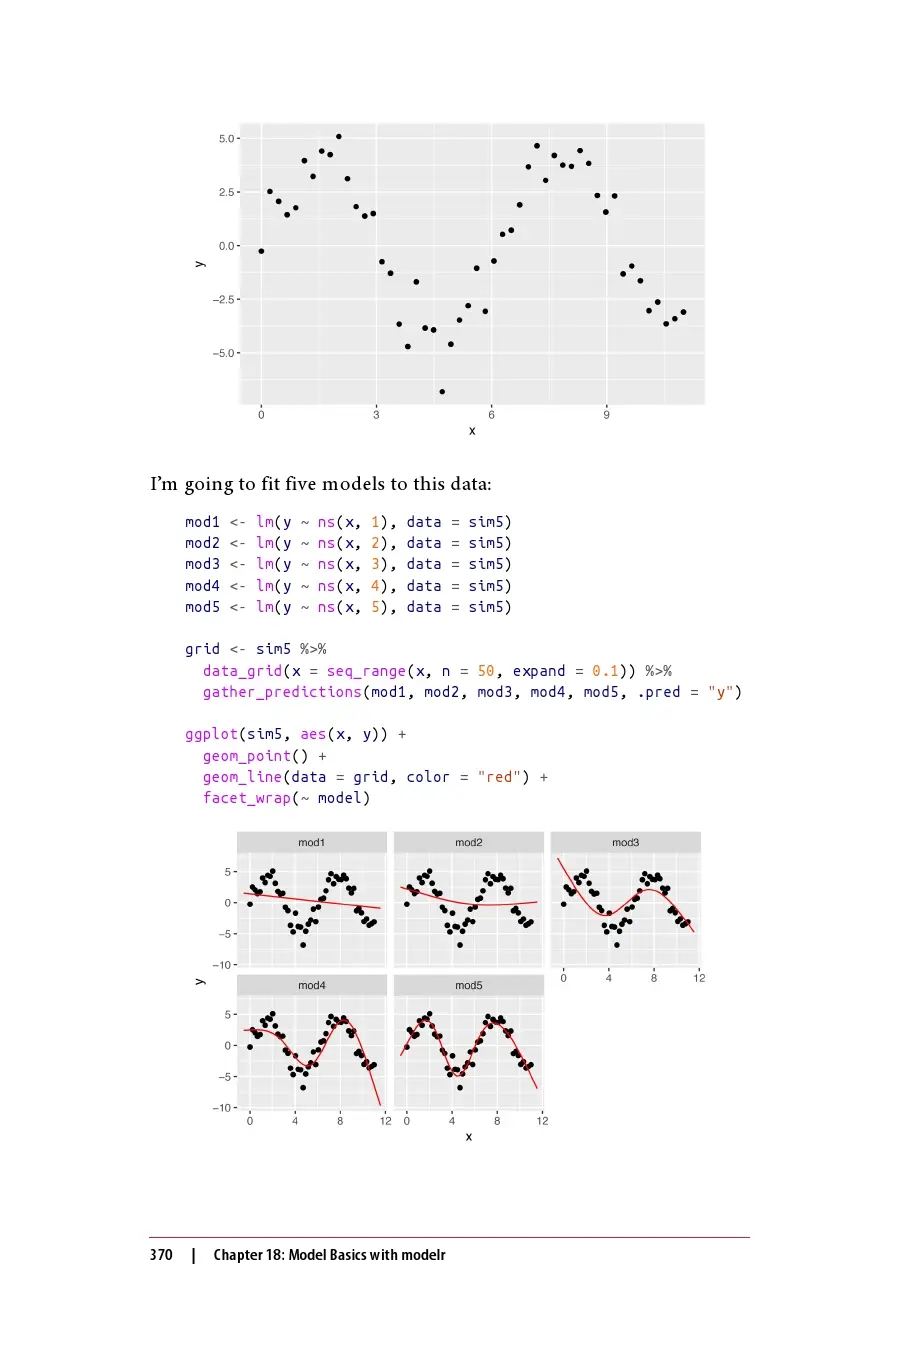 5.0
2.5
0.0
−2.5
−5.0
y
0 3 6 9
x
I’m going to fit five models to this data:
mod1 <- lm(y ~ ns(x, 1), data = sim5)
mod2 <- lm(y ~ ns(x, 2), data = sim5)
mod3 <- lm(y ~ ns(x, 3), data = sim5)
mod4 <- lm(y ~ ns(x, 4), data = sim5)
mod5 <- lm(y ~ ns(x, 5), data = sim5)
grid <- sim5 %>%
data_grid(x = seq_range(x, n = 50, expand = 0.1)) %>%
gather_predictions(mod1, mod2, mod3, mod4, mod5, .pred = "y")
ggplot(sim5, aes(x, y)) +
geom_point() +
geom_line(data = grid, color = "red") +
facet_wrap(~ model)
mod1 mod2 mod3
5
0
−5
−10
0 4 8 12
y
mod4 mod5
5
0
−5
−10
0 4 8 12 0 4 8 12
x
370 | Chapter 18: Model Basics with modelr